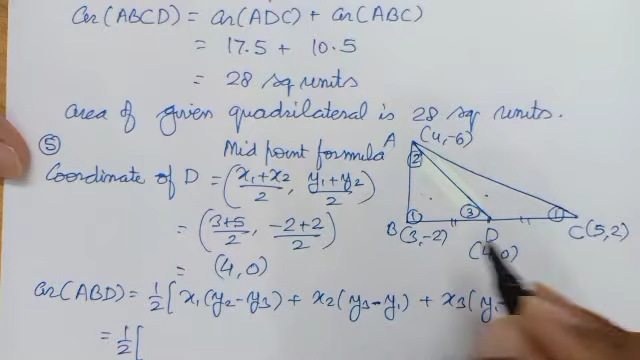 ar(ABCD) = ar(ADC) + ar(ABC)
= 17.5 + 10.5
= 28 sq units
area of given quadrilateral is 28 sq units.
⑤ Mid point formula
Coordinate of D = (x₁+x₂/2, y₁+y₂/2)
= (3+5/2, -2+2/2)
= (4,0)
A (4,-6)
②
① ③ ①
B(3,-2) D C(5,2)
(4,0)
ar(ABD) = 1/2[x₁(y₂-y₃) + x₂(y₃-y₁) + x₃(y₁-
= 1/2[